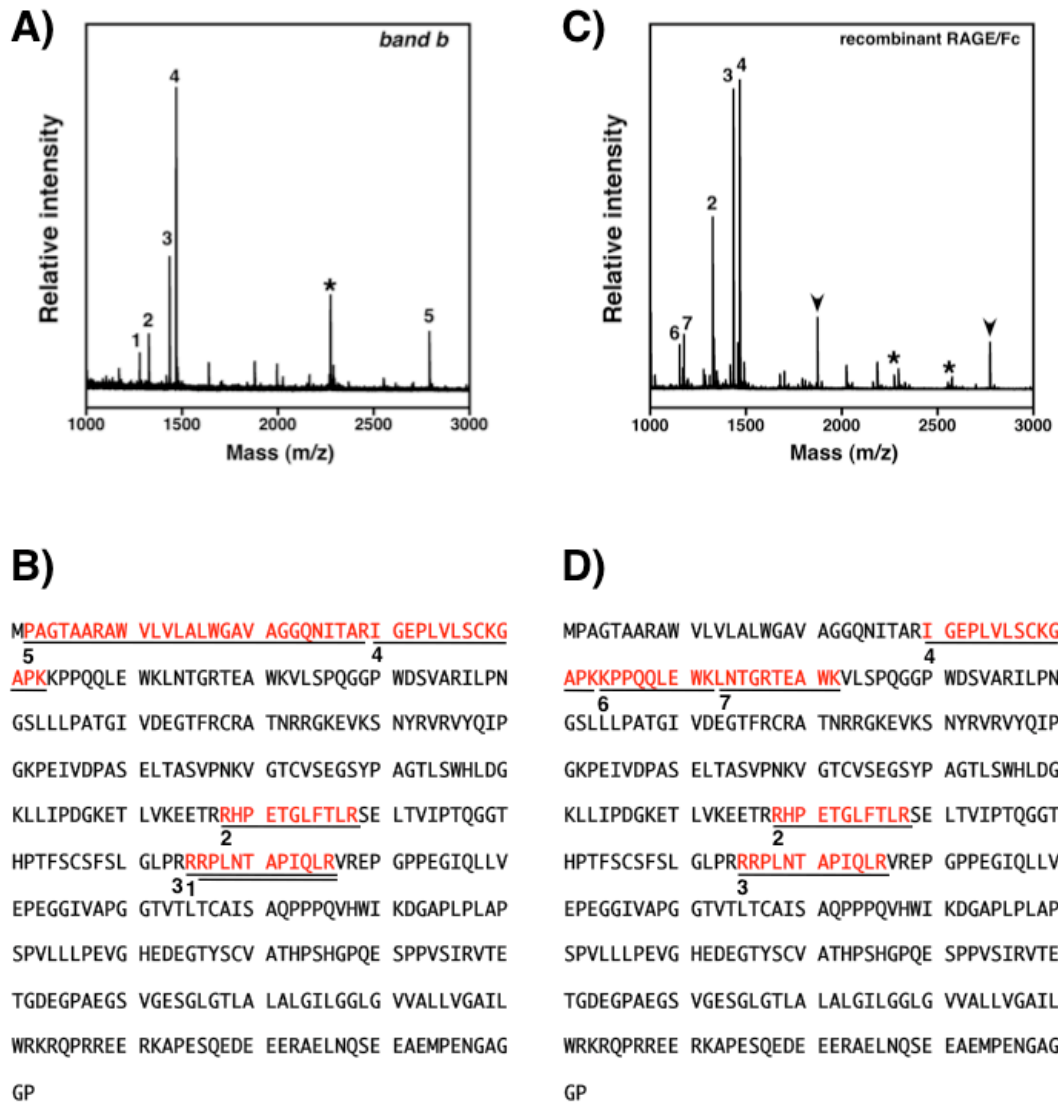 A)
band b
4
3
2
1
*
5
Relative intensity
1000 1500 2000 2500 3000
Mass (m/z)
C)
recombinant RAGE/Fc
3 4
2
6 7
* *
Relative intensity
1000 1500 2000 2500 3000
Mass (m/z)
B)
MPAGTAARAW VLVLALWGAV AGGQNITARI GEPLVLSCKG
5 4
APKKPPQQLE WKLNTGRTEA WKVLSPQGGP WDSVARILPN
GSLLLPATGI VDEGTFRCRA TNRRGKEVKS NYRVRVYQIP
GKPEIVDPAS ELTASVPNKV GTCVSEGSYP AGTLSWHLDG
KLLIPDGKET LVKEETRRHP ETGLFTLRSE LTVIPTQGGT
2
HPTFSCSFSL GLPRRRPLNT APIQLRVREP GPPEGIQLLV
3 1
EPEGGIVAPG GTVTLTCAIS AQPPPQVHWI KDGAPLPLAP
SPVLLLPEVG HEDEGTYSCV ATHPSHGPQE SPPVSIRVTE
TGDEGPAEGS VGESGLGTLA LALGILGGLG VVALLVGAIL
WRKRQPRREE RKAPESQEDE EERAELNQSE EAEMPENGAG
GP
D)
MPAGTAARAW VLVLALWGAV AGGQNITARI GEPLVLSCKG
4
APKKPPQQLE WKLNTGRTEA WKVLSPQGGP WDSVARILPN
6 7
GSLLLPATGI VDEGTFRCRA TNRRGKEVKS NYRVRVYQIP
GKPEIVDPAS ELTASVPNKV GTCVSEGSYP AGTLSWHLDG
KLLIPDGKET LVKEETRRHP ETGLFTLRSE LTVIPTQGGT
2
HPTFSCSFSL GLPRRRPLNT APIQLRVREP GPPEGIQLLV
3
EPEGGIVAPG GTVTLTCAIS AQPPPQVHWI KDGAPLPLAP
SPVLLLPEVG HEDEGTYSCV ATHPSHGPQE SPPVSIRVTE
TGDEGPAEGS VGESGLGTLA LALGILGGLG VVALLVGAIL
WRKRQPRREE RKAPESQEDE EERAELNQSE EAEMPENGAG
GP